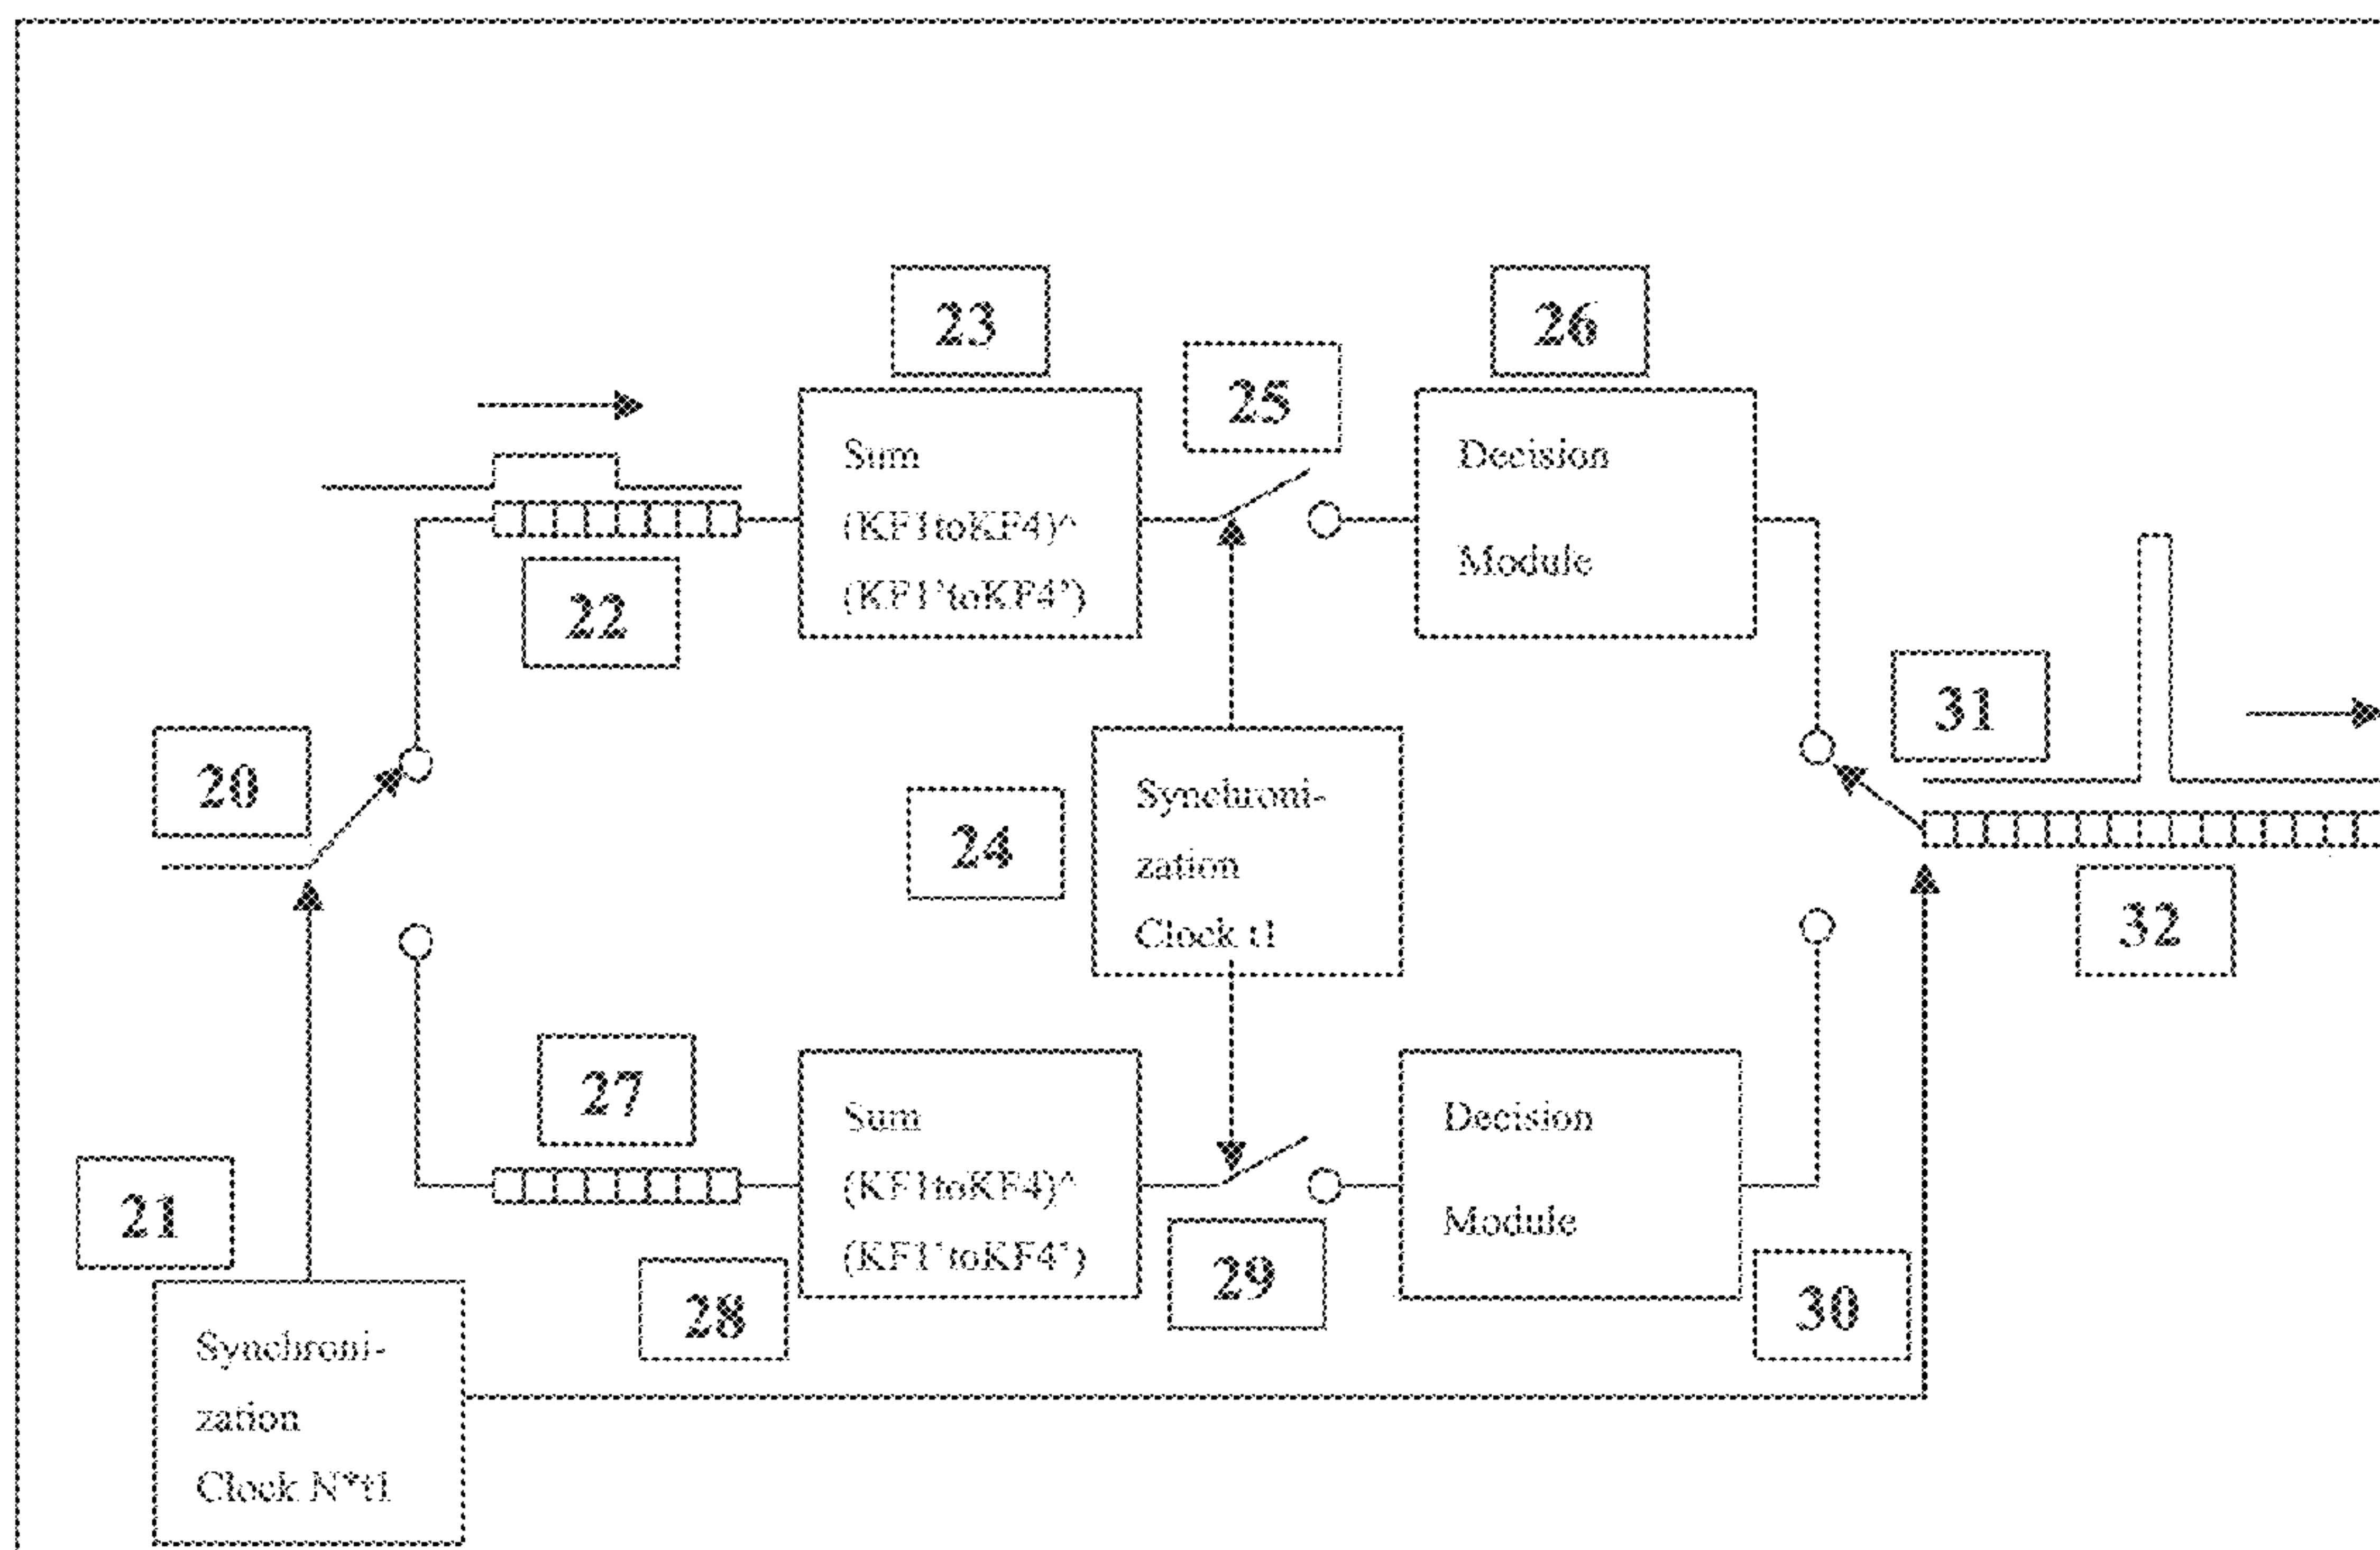 23
26
25
Sum
(KF1toKF4)^
(KF1'toKF4')
Decision
Module
22
31
20
24
Synchroni-
zation
Clock t1
32
27
Sum
(KF1toKF4)^
(KF1'toKF4')
Decision
Module
21
28
29
30
Synchroni-
zation
Clock N*t1